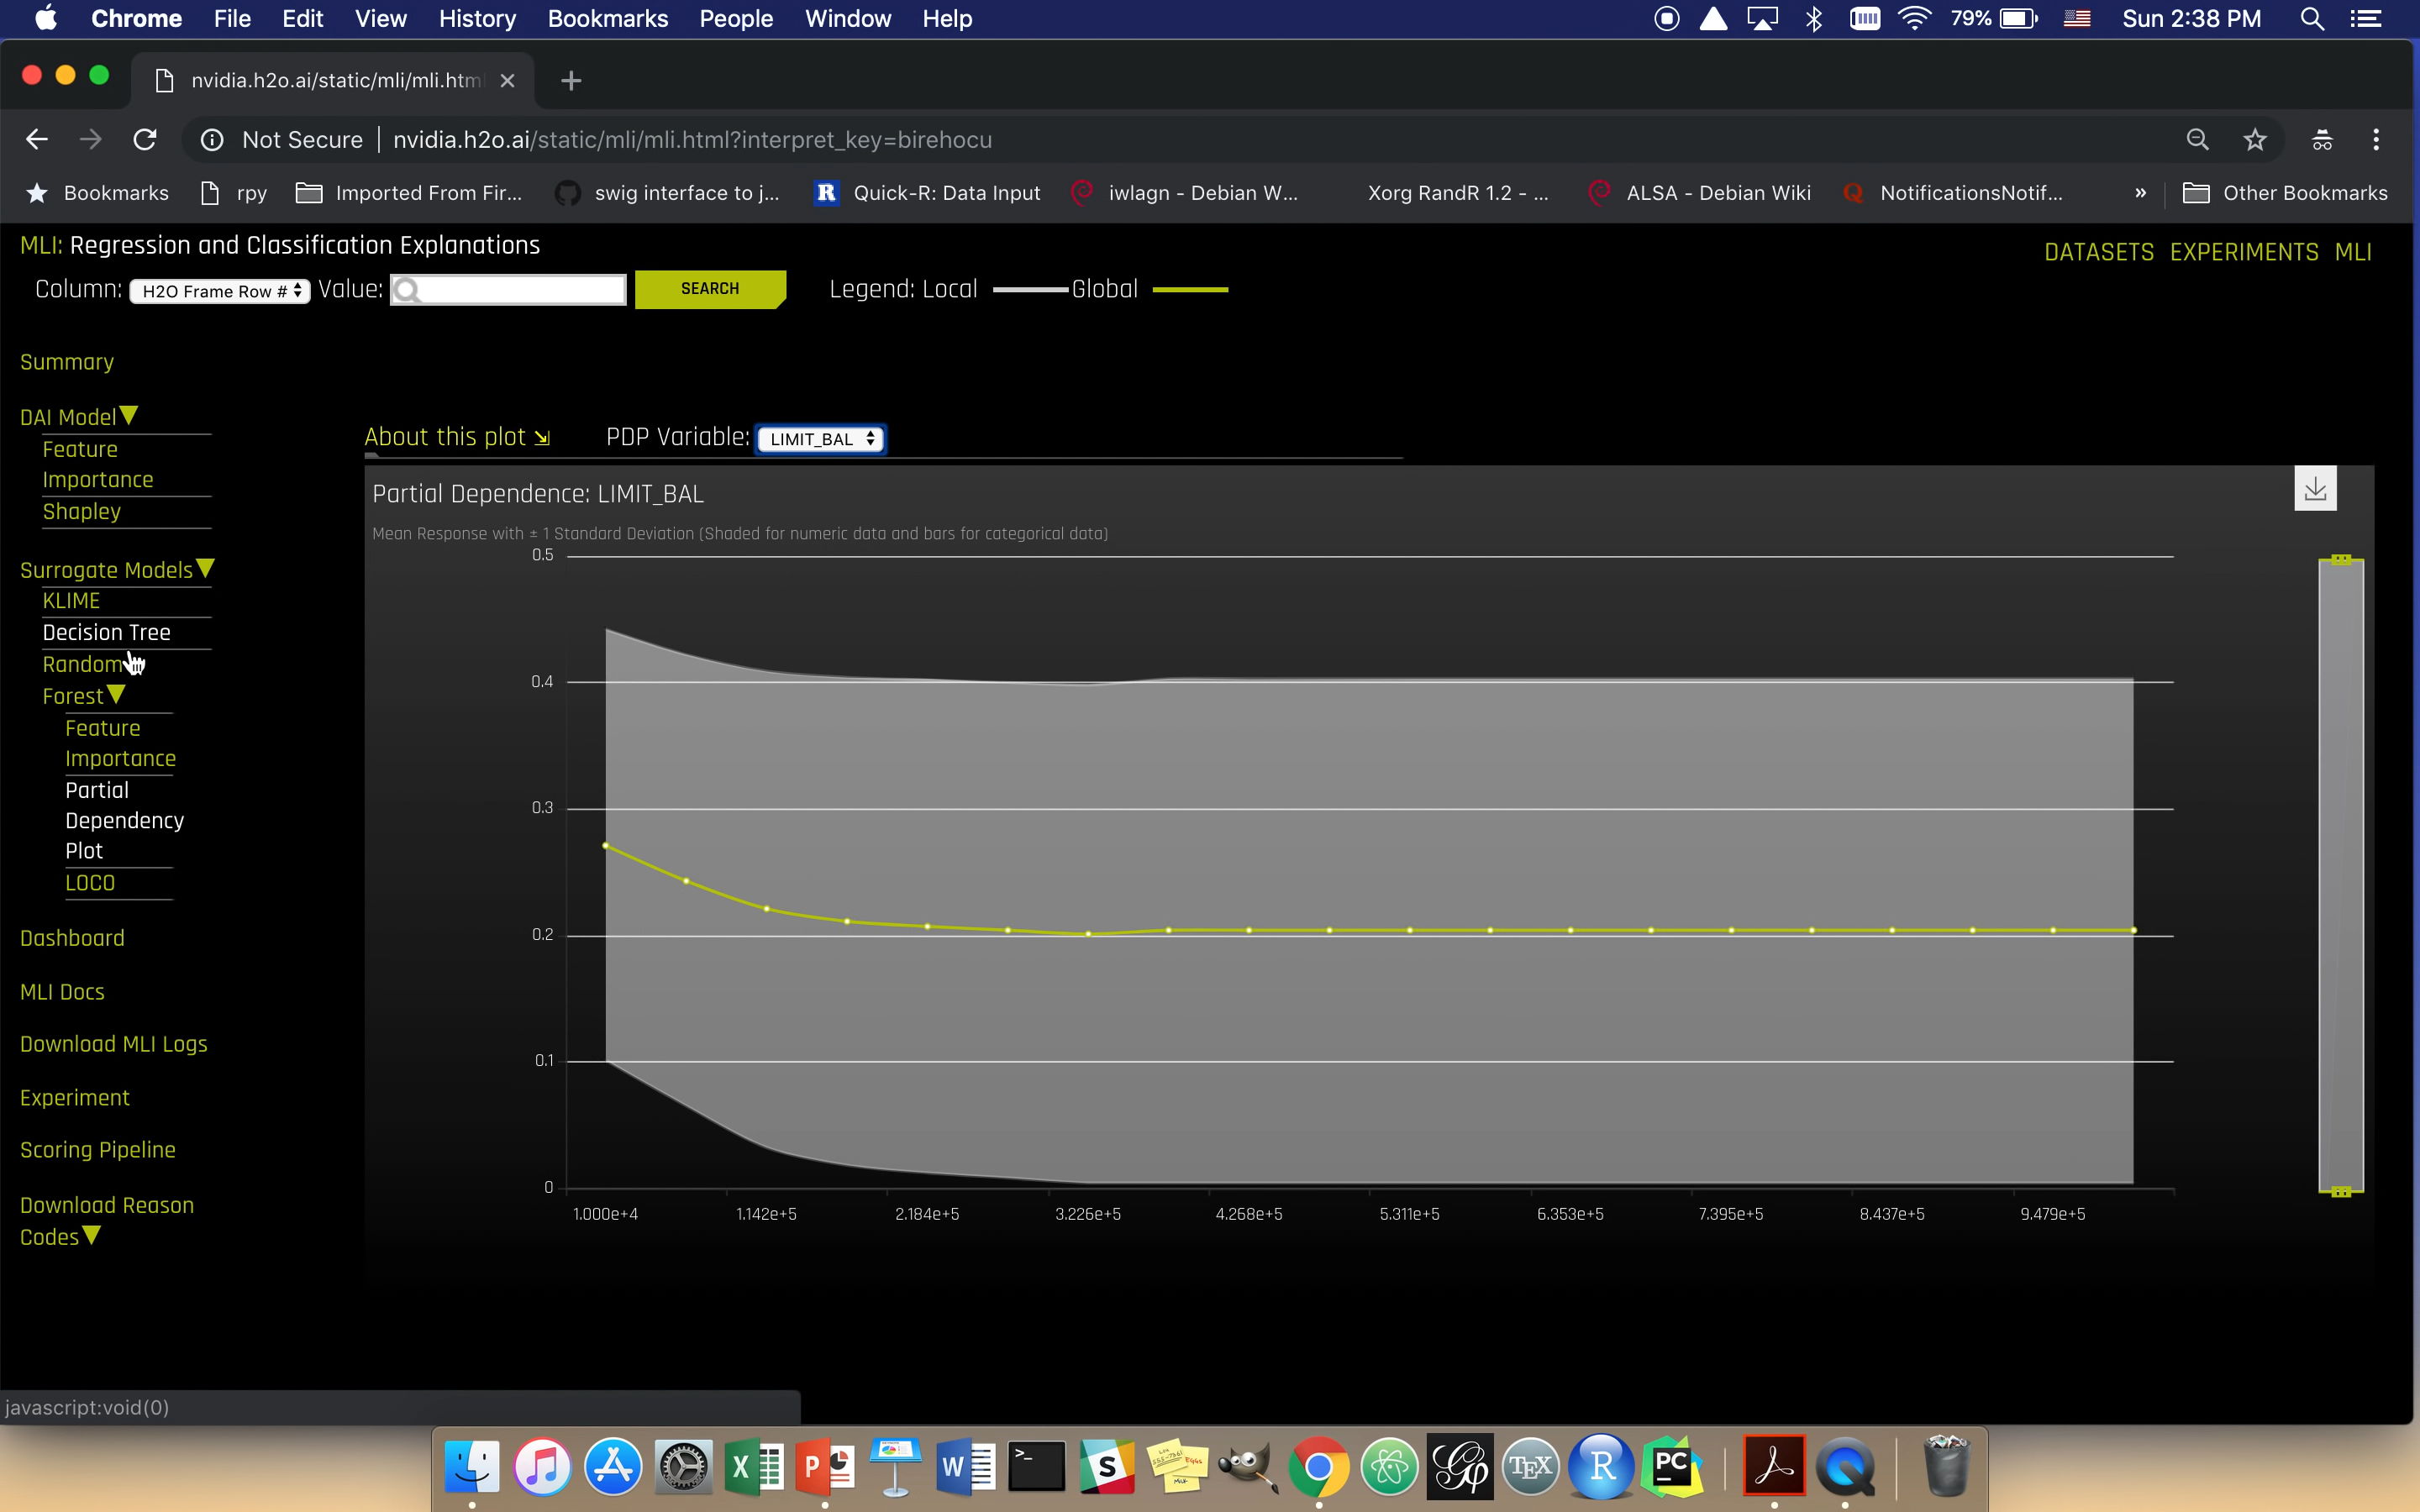 Chrome File Edit View History Bookmarks People Window Help 79% Sun 2:38 PM
nvidia.h2o.ai/static/mli/mli.htm
Not Secure nvidia.h2o.ai/static/mli/mli.html?interpret_key=birehocu
Bookmarks rpy Imported From Fir... swig interface to j... R Quick-R: Data Input iwlagn - Debian W... Xorg RandR 1.2 - ... ALSA - Debian Wiki NotificationsNotif... » Other Bookmarks
MLI: Regression and Classification Explanations
DATASETS EXPERIMENTS MLI
Column: H2O Frame Row # Value: SEARCH Legend: Local Global
Summary
DAI Model
Feature
Importance
Shapley
Surrogate Models
KLIME
Decision Tree
Random
Forest
Feature
Importance
Partial
Dependency
Plot
LOCO
Dashboard
MLI Docs
Download MLI Logs
Experiment
Scoring Pipeline
Download Reason
Codes
About this plot PDP Variable: LIMIT_BAL
Partial Dependence: LIMIT_BAL
Mean Response with ± 1 Standard Deviation (Shaded for numeric data and bars for categorical data)
0.5
0.4
0.3
0.2
0.1
0
1.000e+4 1.142e+5 2.184e+5 3.226e+5 4.268e+5 5.311e+5 6.353e+5 7.395e+5 8.437e+5 9.479e+5
javascript:void(0)
X P W >_ S TEX R PC